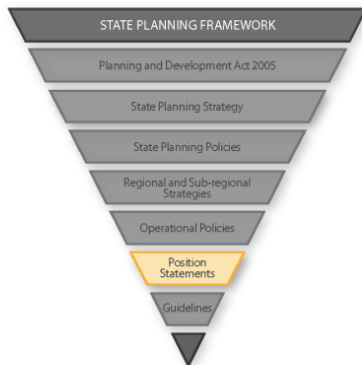 STATE PLANNING FRAMEWORK
Planning and Development Act 2005
State Planning Strategy
State Planning Policies
Regional and Sub-regional
Strategies
Operational Policies
Position
Statements
Guidelines